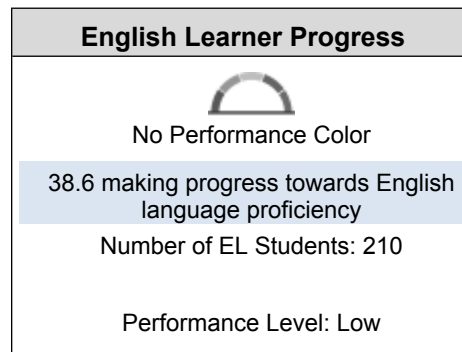 English Learner Progress
No Performance Color
38.6 making progress towards English
language proficiency
Number of EL Students: 210
Performance Level: Low